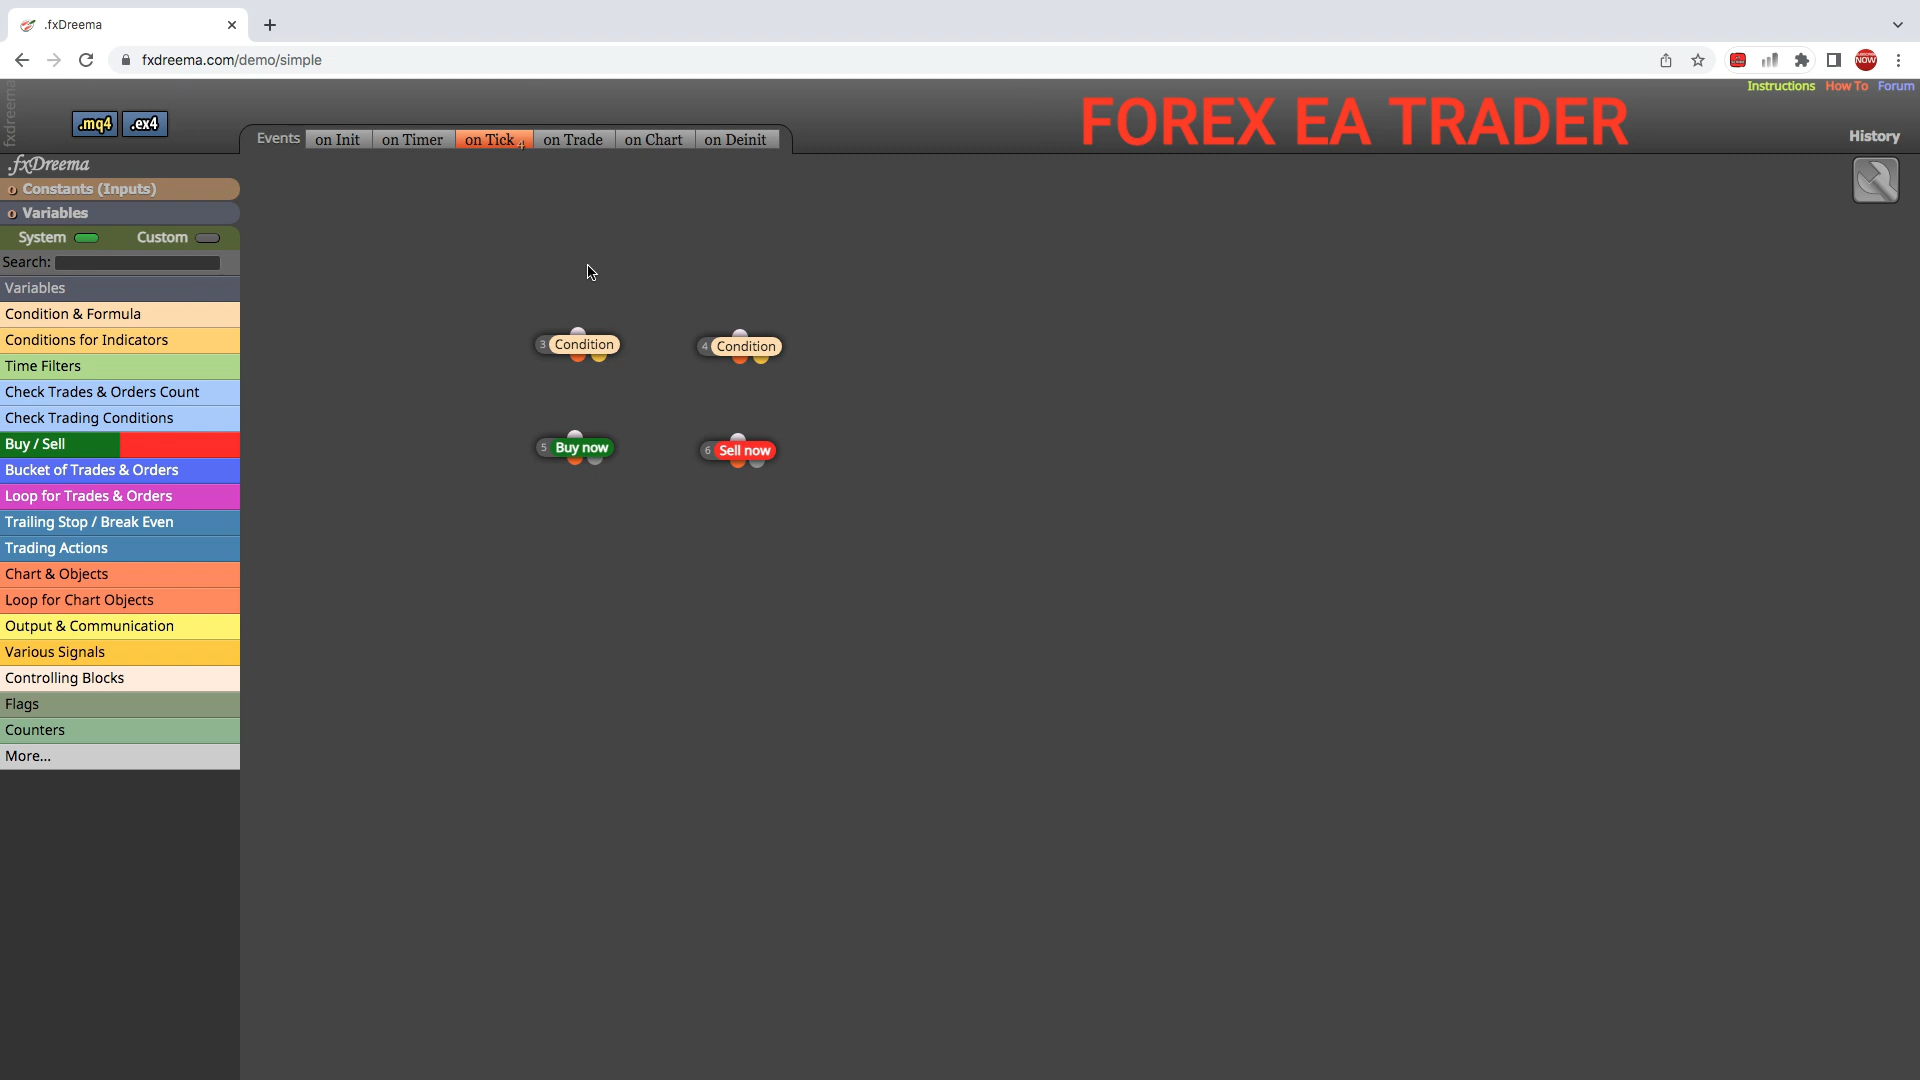 .fxDreema
fxdreema.com/demo/simple
NOW
Instructions How To Forum
fxdreema
.mq4 .ex4
FOREX EA TRADER
Events on Init on Timer on Tick 4 on Trade on Chart on Deinit
History
.fxDreema
Constants (Inputs)
Variables
System Custom
Search:
Variables
Condition & Formula
Conditions for Indicators
Time Filters
Check Trades & Orders Count
Check Trading Conditions
Buy / Sell
Bucket of Trades & Orders
Loop for Trades & Orders
Trailing Stop / Break Even
Trading Actions
Chart & Objects
Loop for Chart Objects
Output & Communication
Various Signals
Controlling Blocks
Flags
Counters
More...
3 Condition
4 Condition
5 Buy now
6 Sell now